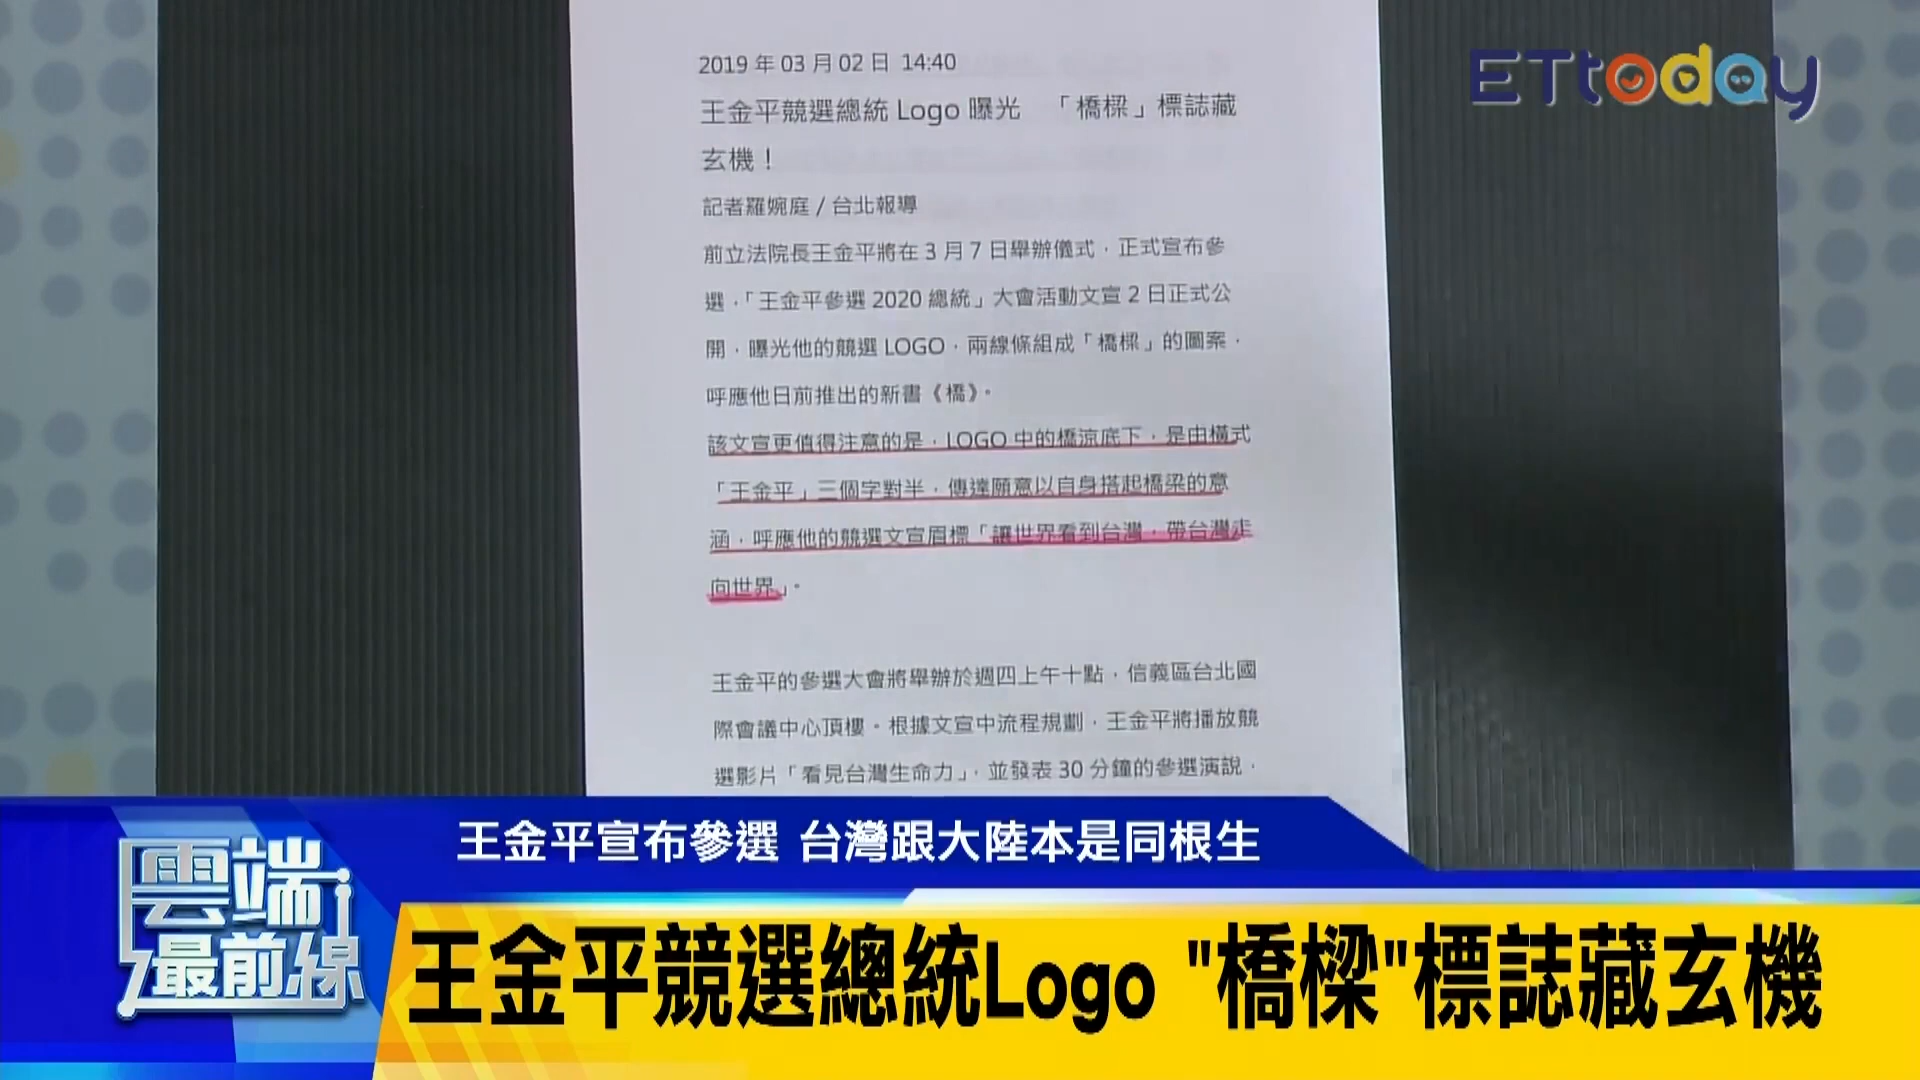 ETtoday
2019 年 03 月 02 日 14:40
王金平競選總統 Logo 曝光 「橋樑」標誌藏
玄機！
記者羅婉庭 / 台北報導
前立法院長王金平將在 3 月 7 日舉辦儀式，正式宣布參
選，「王金平參選 2020 總統」大會活動文宣 2 日正式公
開，曝光他的競選 LOGO，兩線條組成「橋樑」的圖案，
呼應他日前推出的新書《橋》。
該文宣更值得注意的是，LOGO 中的橋涼底下，是由橫式
「王金平」三個字對半，傳達願意以自身搭起橋梁的意
涵，呼應他的競選文宣眉標「讓世界看到台灣，帶台灣走
向世界」。
王金平的參選大會將舉辦於週四上午十點，信義區台北國
際會議中心頂樓。根據文宣中流程規劃，王金平將播放競
選影片「看見台灣生命力」，並發表 30 分鐘的參選演說，
王金平宣布參選 台灣跟大陸本是同根生
雲端
最前線
王金平競選總統Logo "橋樑"標誌藏玄機